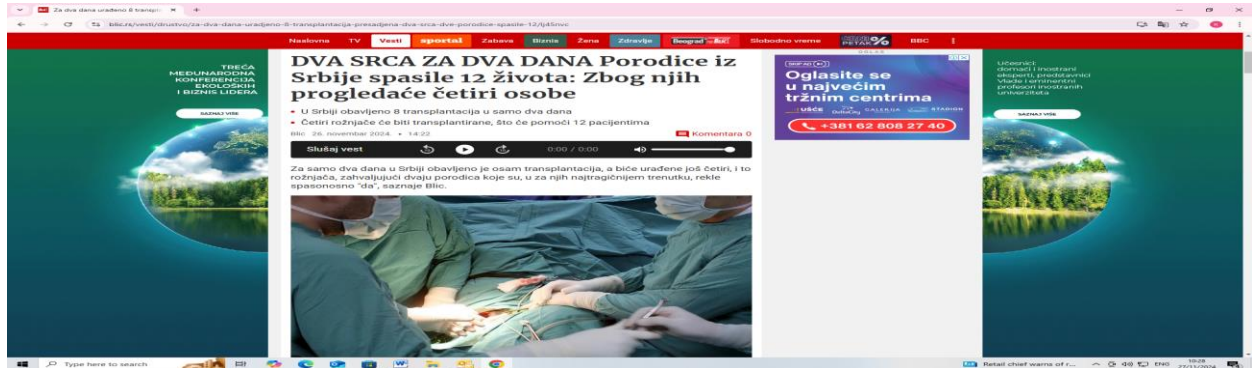 Za dva dana urađeno 8 transpla
blic.rs/vesti/drustvo/za-dva-dana-uradjeno-8-transplantacija-presadjena-dva-srca-dve-porodice-spasile-12/
Naslovna TV Vesti sportal Zabava Biznis Žena Zdravlje Beograd Slobodno vreme PETAK% BBC
TREĆA
MEĐUNARODNA
KONFERENCIJA
EKOLOŠKIH
I BIZNIS LIDERA
SAZNAJ VIŠE
DVA SRCA ZA DVA DANA Porodice iz
Srbije spasile 12 života: Zbog njih
progledaće četiri osobe
• U Srbiji obavljeno 8 transplantacija u samo dva dana
• Četiri rožnjače će biti transplantirane, što će pomoći 12 pacijentima
Blic 26. novembar 2024. • 14:22
Komentara 0
Slušaj vest 0:00 / 0:00
Za samo dva dana u Srbiji obavljeno je osam transplantacija, a biće urađene još četiri, i to
rožnjača, zahvaljujući dvaju porodica koje su, u za njih najtragičnijem trenutku, rekle
spasonosno "da", saznaje Blic.
OGLAS
Oglasite se
u najvećim
tržnim centrima
UŠĆE GALERIJA STADION
+381 62 808 27 40
Učesnici:
domaći i inostrani
eksperti, predstavnici
Vlade i eminentni
profesori inostranih
univerziteta
SAZNAJ VIŠE
Type here to search
Retail chief warns of r...
ENG
10:28
27/11/2024